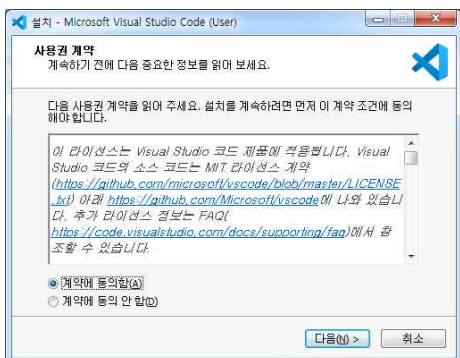 설치 - Microsoft Visual Studio Code (User)
사용권 계약
계속하기 전에 다음 중요한 정보를 읽어 보세요.
다음 사용권 계약을 읽어 주세요. 설치를 계속하려면 먼저 이 계약 조건에 동의
해야 합니다.
이 라이선스는 Visual Studio 코드 제품에 적용됩니다. Visual
Studio 코드의 소스 코드는 MIT 라이선스 계약
(https://github.com/microsoft/vscode/blob/master/LICENSE
.txt) 아래 https://github.com/Microsoft/vscode에 나와 있습니
다. 추가 라이선스 정보는 FAQ(
https://code.visualstudio.com/docs/supporting/faq)에서 참
조할 수 있습니다.
계약에 동의함(A)
계약에 동의 안 함(D)
다음(N) >
취소